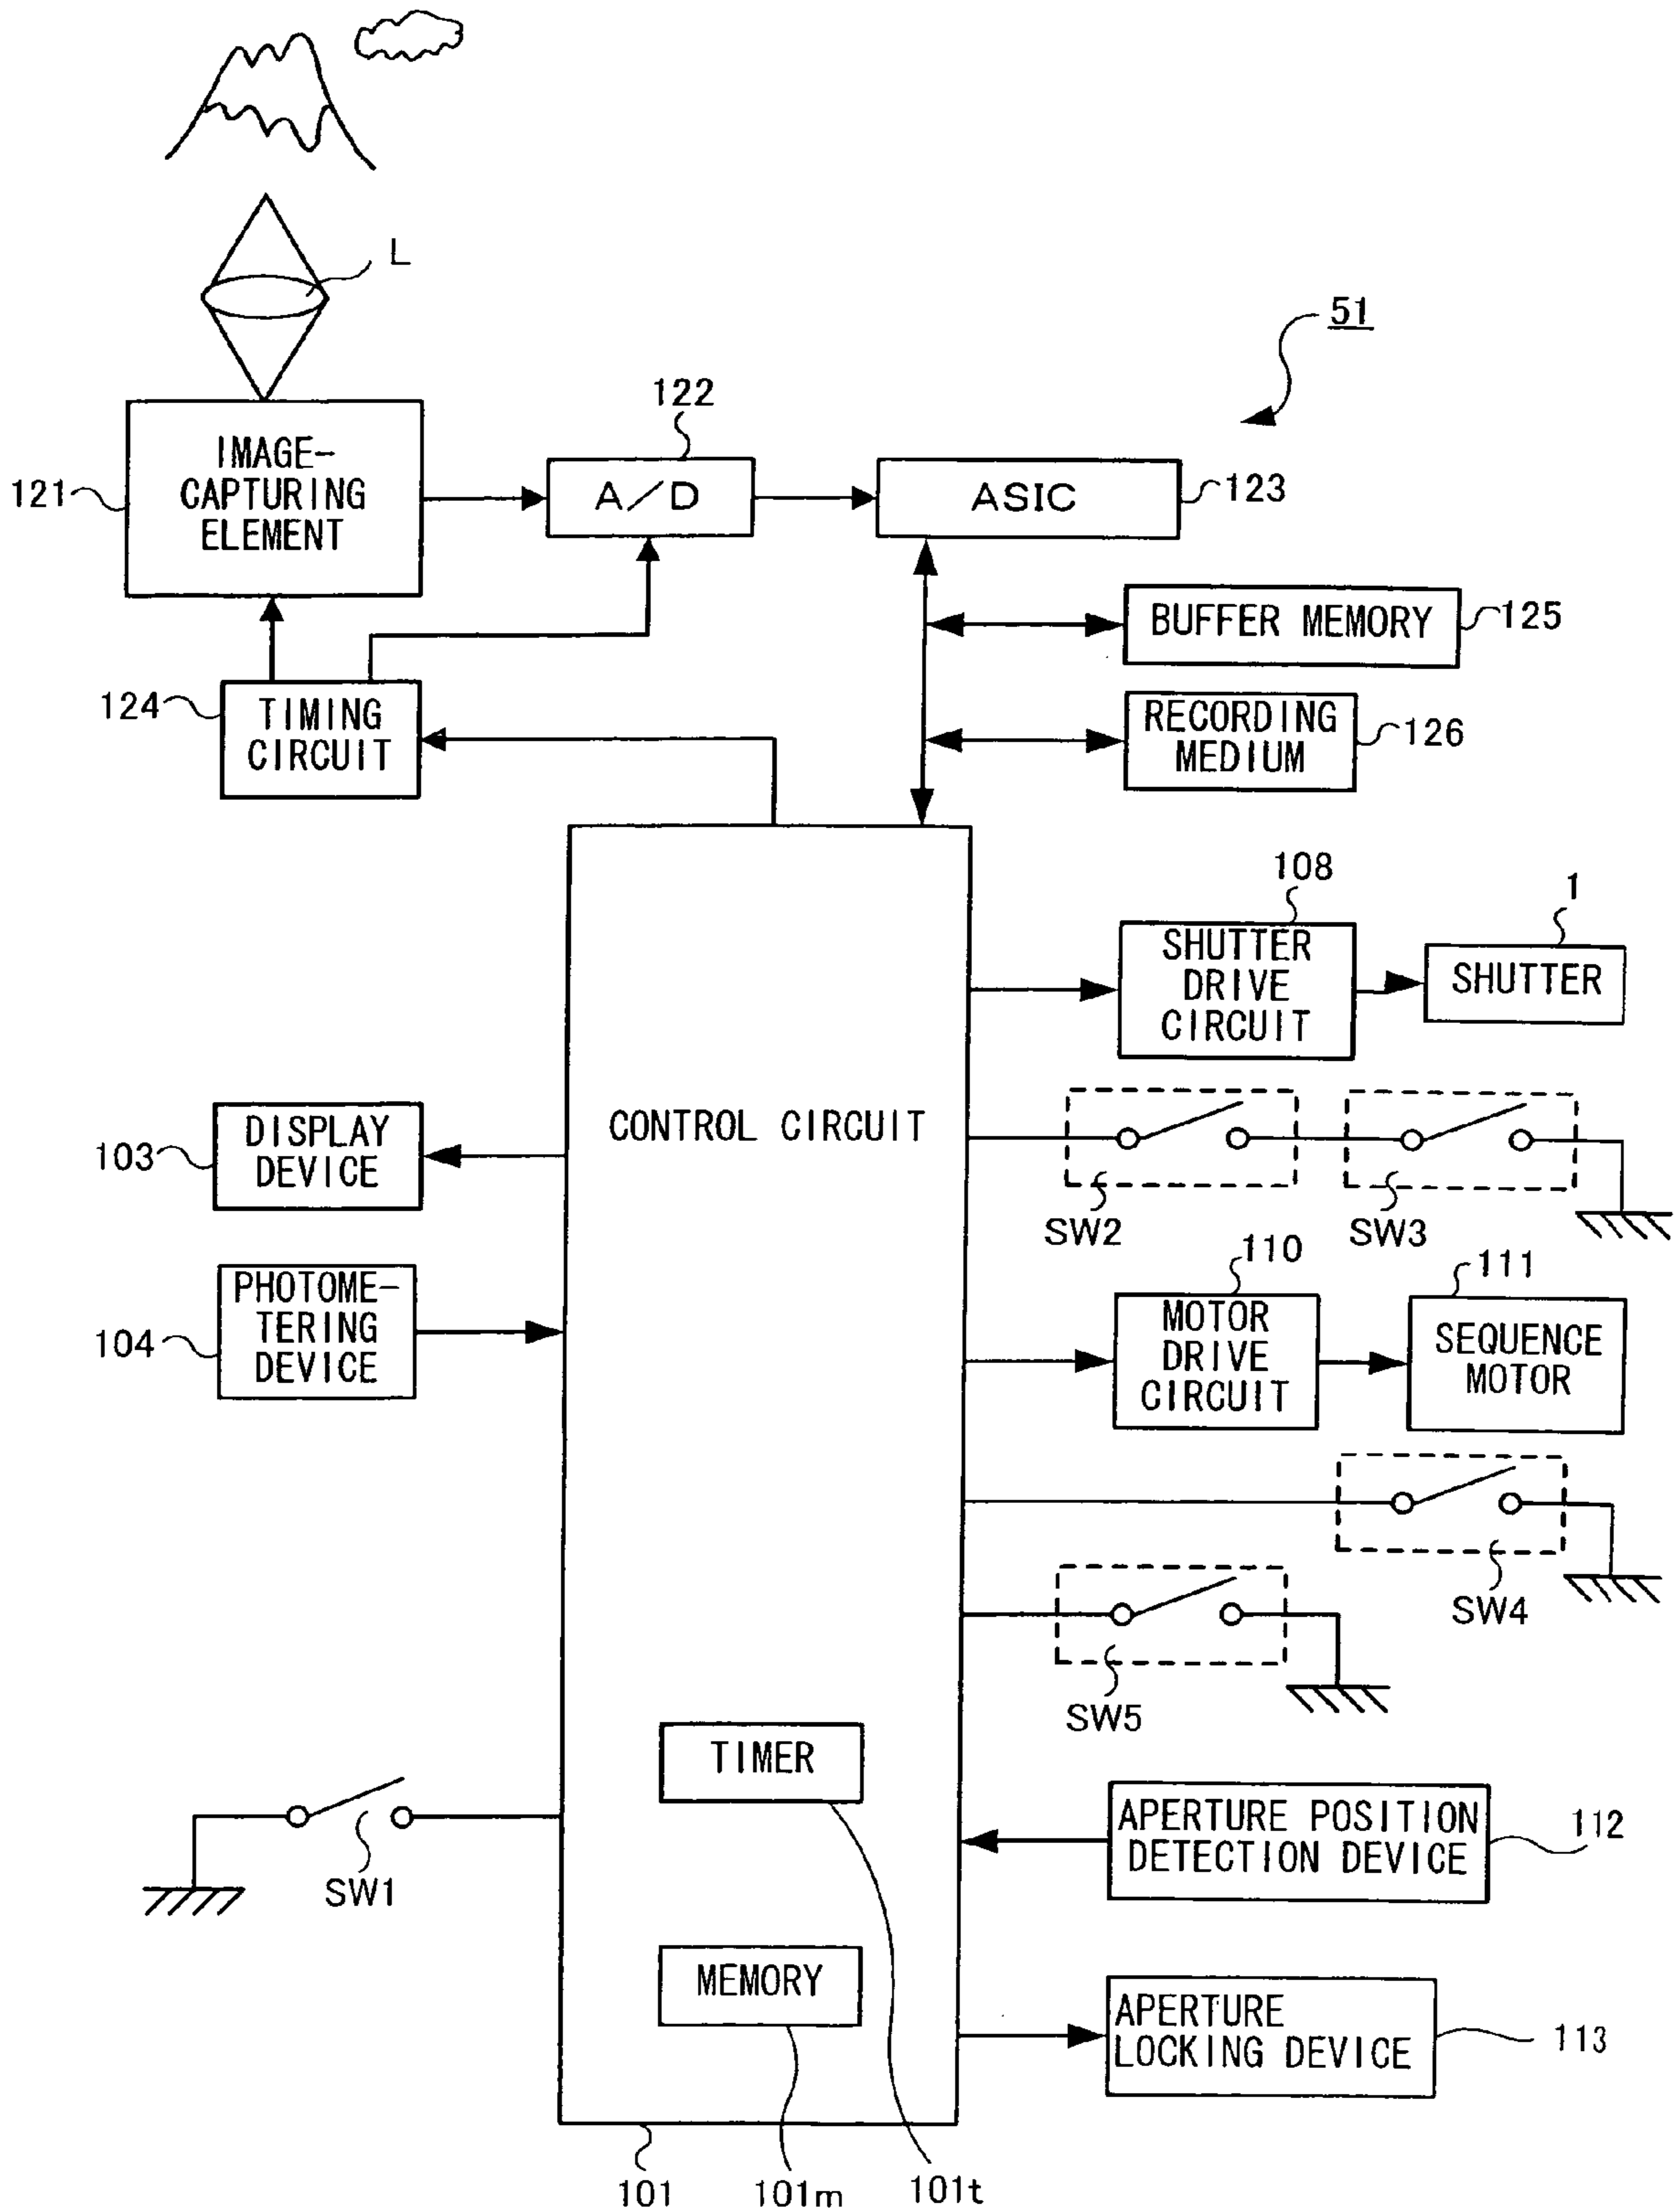 L
51
122
IMAGE-
CAPTURING
ELEMENT
121
A/D
ASIC
123
BUFFER MEMORY
125
124
TIMING
CIRCUIT
RECORDING
MEDIUM
126
108
1
SHUTTER
DRIVE
CIRCUIT
SHUTTER
CONTROL CIRCUIT
103
DISPLAY
DEVICE
SW2
SW3
110
111
104
PHOTOME-
TERING
DEVICE
MOTOR
DRIVE
CIRCUIT
SEQUENCE
MOTOR
SW4
SW5
TIMER
SW1
APERTURE POSITION
DETECTION DEVICE
112
MEMORY
APERTURE
LOCKING DEVICE
113
101
101m
101t